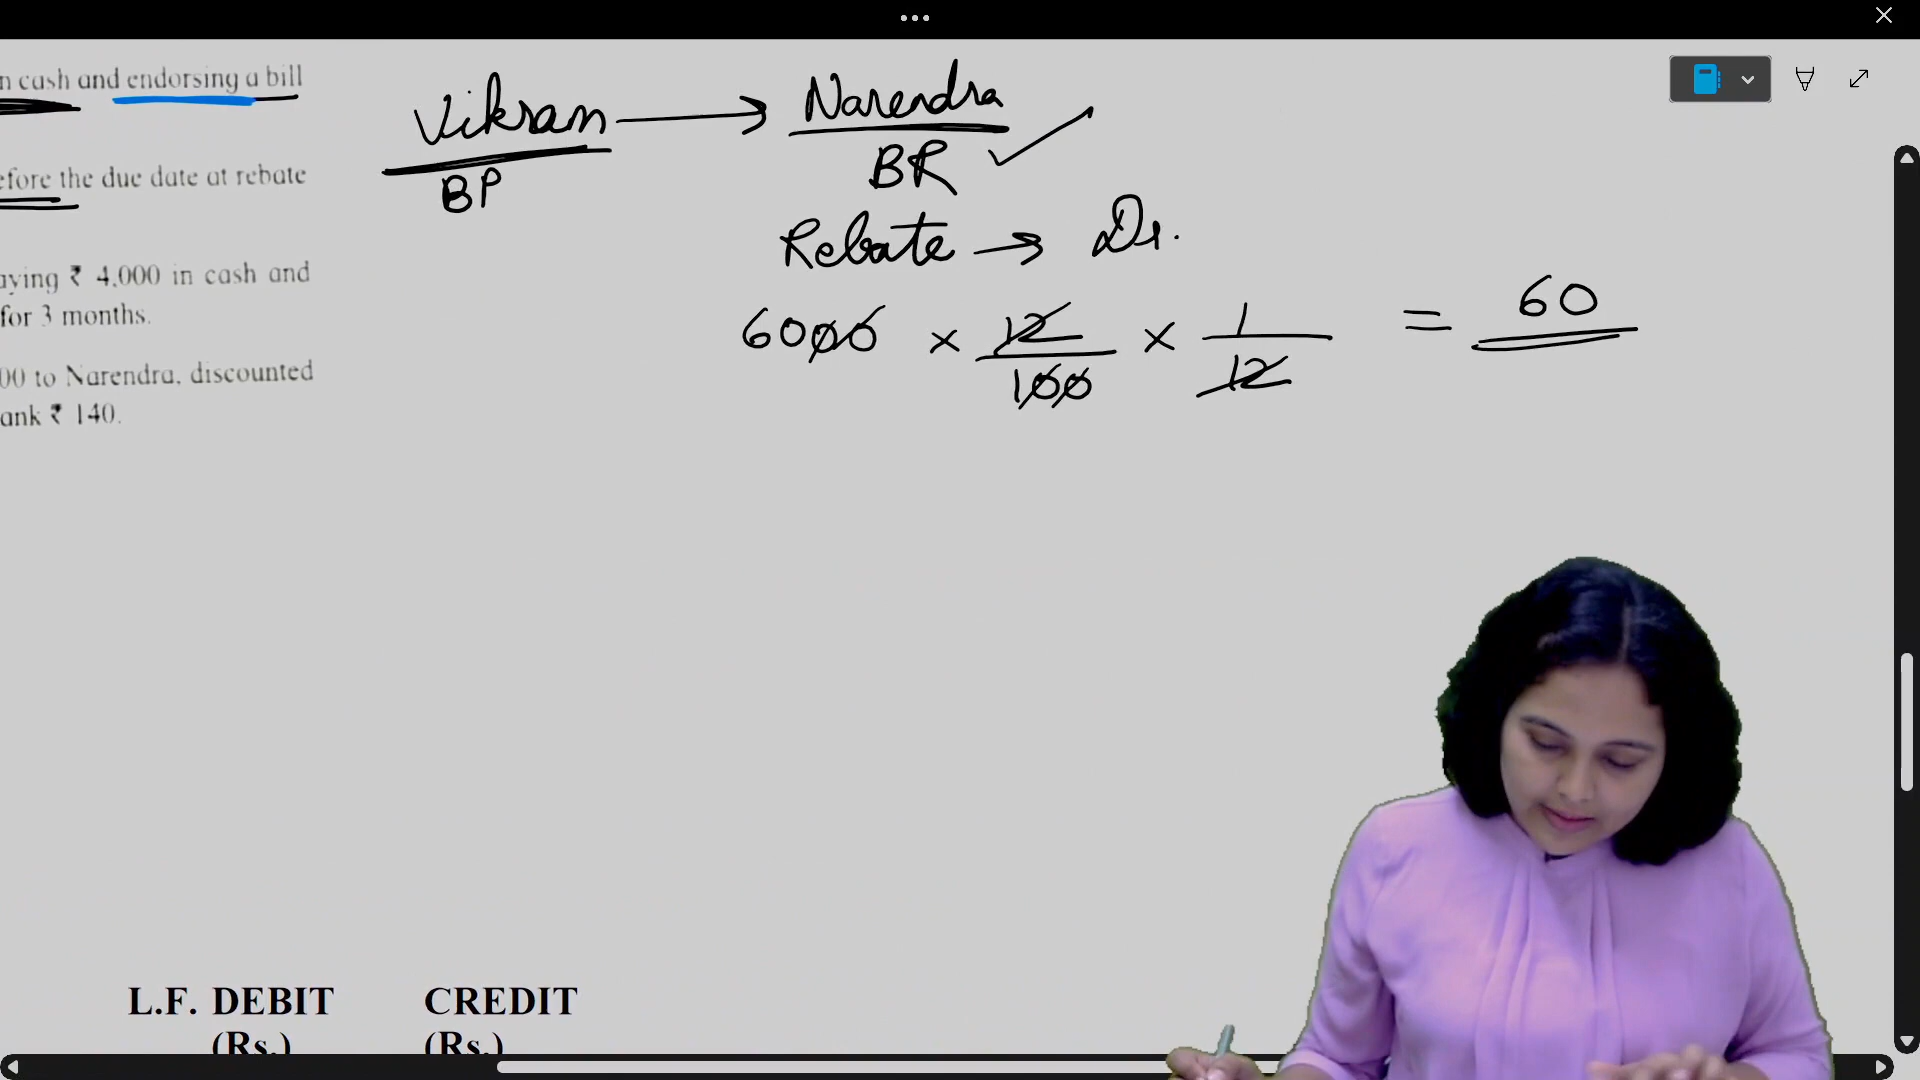 n cash and endorsing a bill
efore the due date at rebate
aying ₹ 4,000 in cash and
for 3 months.
00 to Narendra, discounted
ank ₹ 140.
Vikram → Narendra
BP
BR ✓
Rebate → Dr.
6000 × 12/100 × 1/12 = 60
L.F. DEBIT CREDIT
(Rs.) (Rs.)